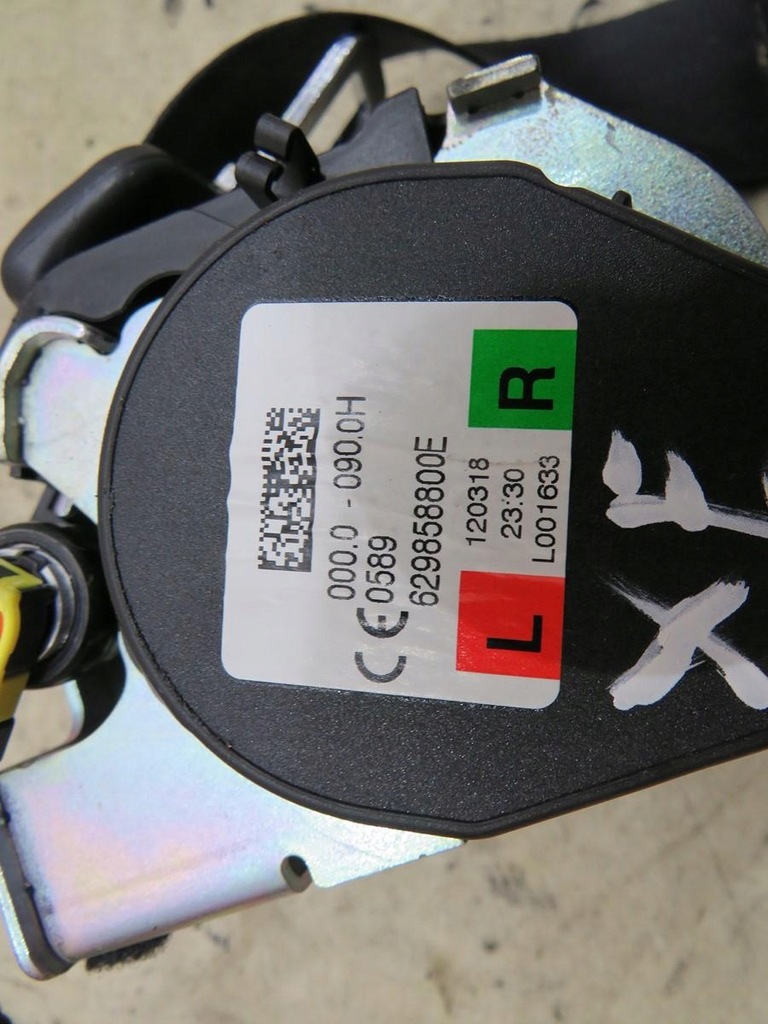 000.0 - 090.0H
CE 0589
629858800E
L
R
120318
23:30
L001633